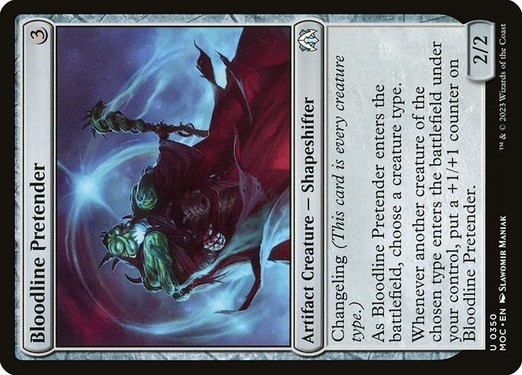 Bloodline Pretender
3
Artifact Creature — Shapeshifter
Changeling (This card is every creature
type.)
As Bloodline Pretender enters the
battlefield, choose a creature type.
Whenever another creature of the
chosen type enters the battlefield under
your control, put a +1/+1 counter on
Bloodline Pretender.
2/2
U 0350
MOC • EN SLAWOMIR MANIAK
™ & © 2023 Wizards of the Coast